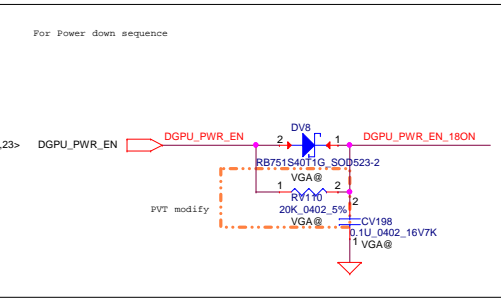 For Power down sequence
,23> DGPU_PWR_EN
DGPU_PWR_EN
DV8
2 1
DGPU_PWR_EN_18ON
RB751S40T1G_SOD523-2
VGA@
1 2
RV110
20K_0402_5%
VGA@
PVT modify
2
CV198
0.1U_0402_16V7K
1
VGA@